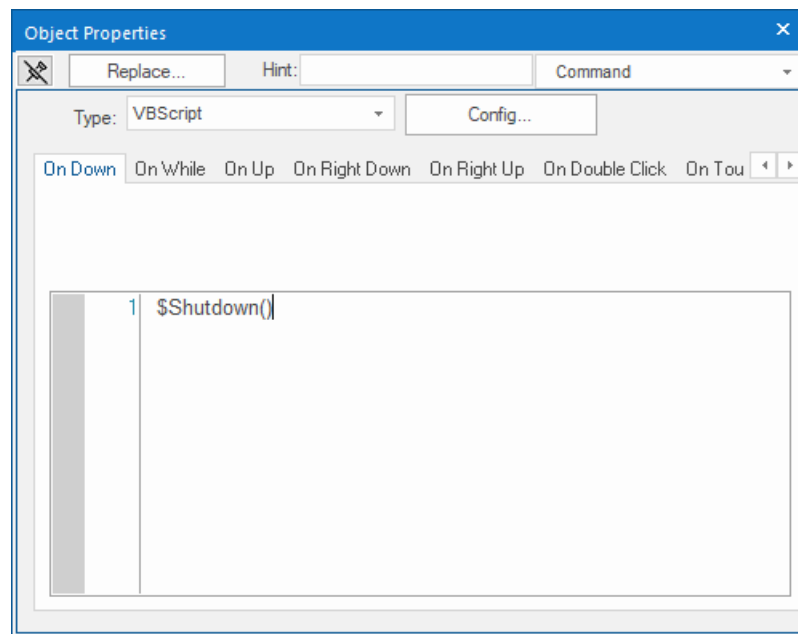 Object Properties
Replace... Hint: Command
Type: VBScript Config...
On Down On While On Up On Right Down On Right Up On Double Click On Tou
1 $Shutdown()